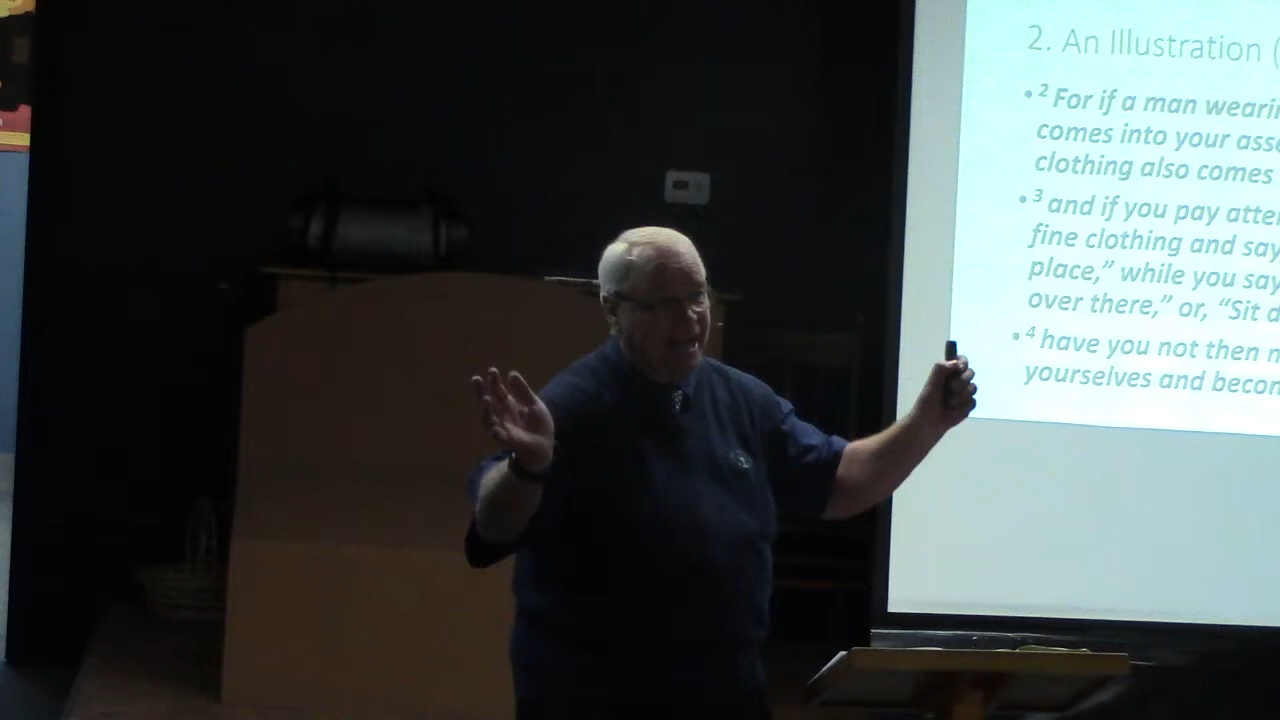 2. An Illustration (
• 2 For if a man weari
comes into your asse
clothing also comes
• 3 and if you pay atte
fine clothing and say
place,” while you say
over there,” or, “Sit d
• 4 have you not then
yourselves and becom